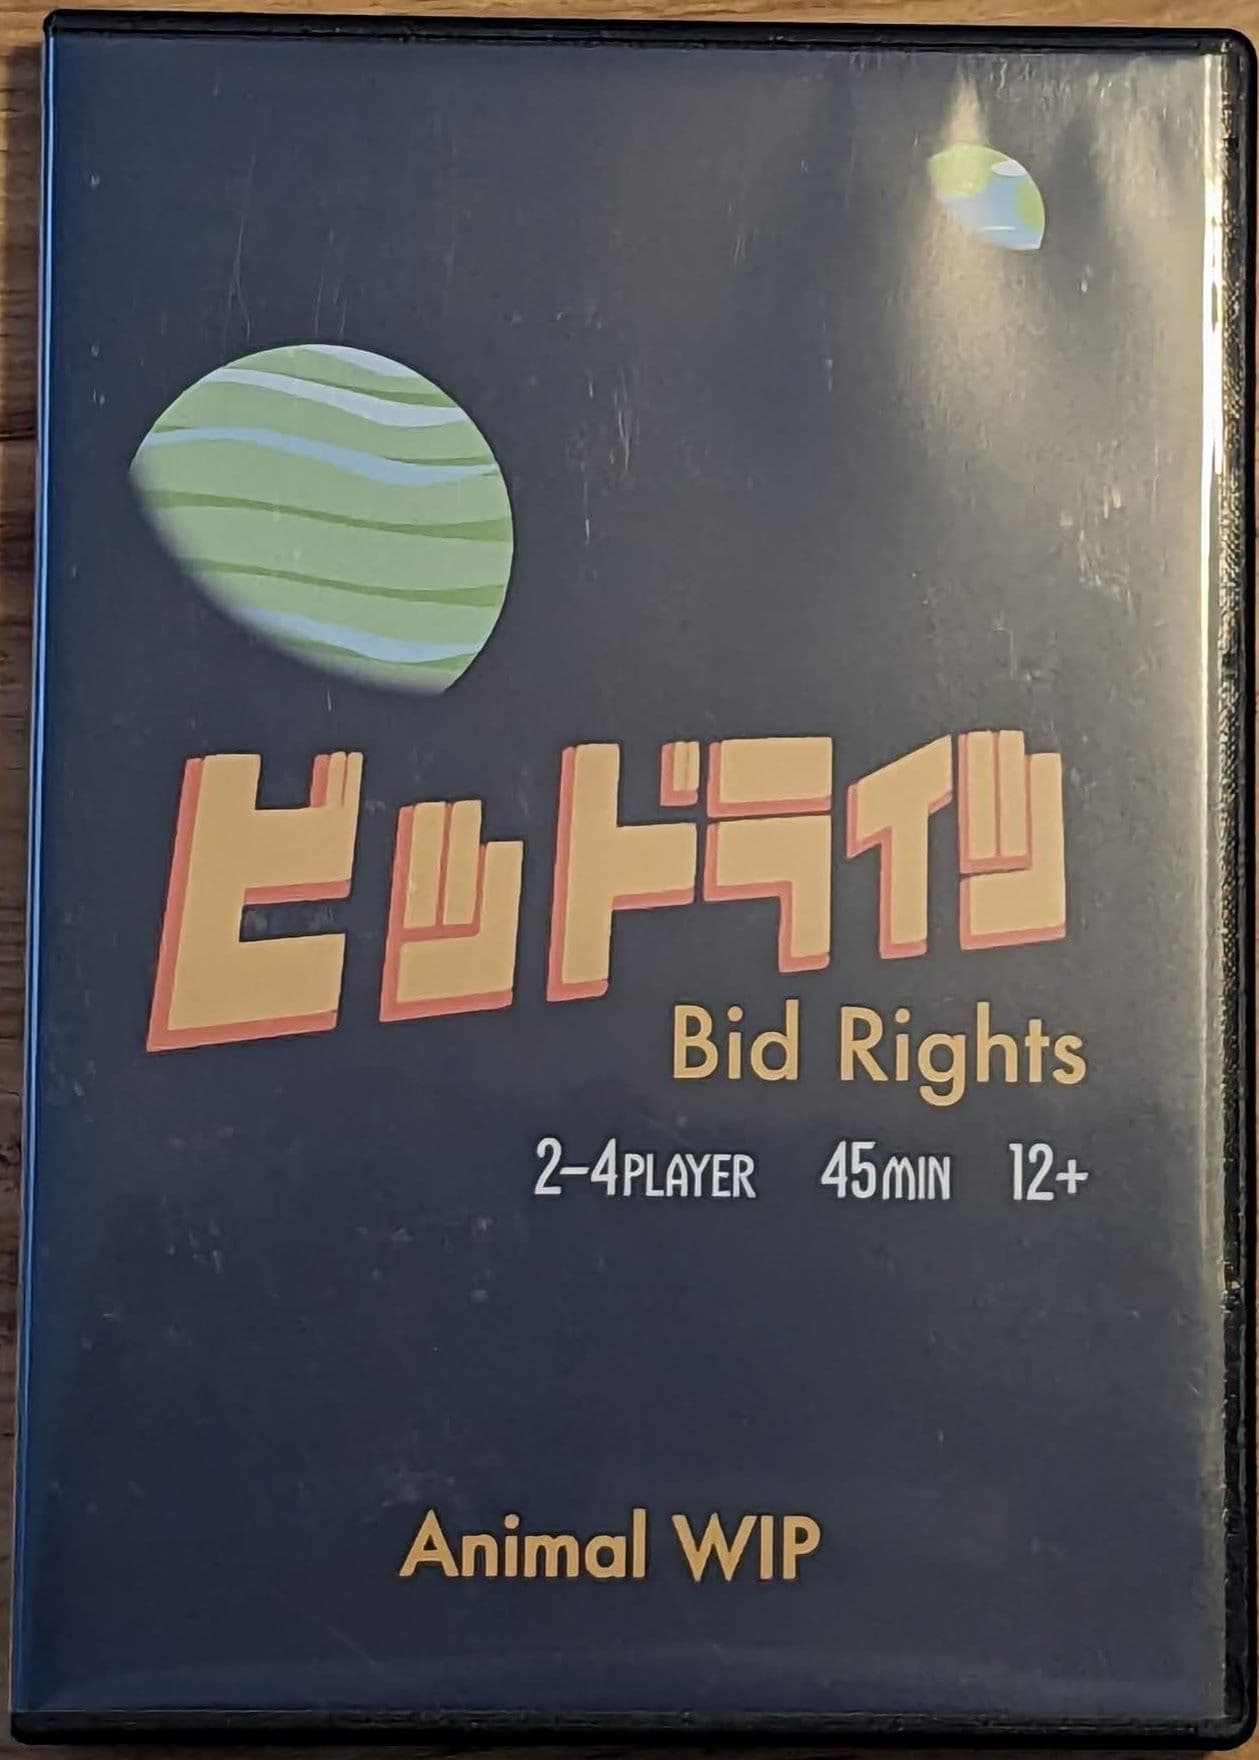 ビッドライツ
Bid Rights
2-4PLAYER 45MIN 12+
Animal WIP